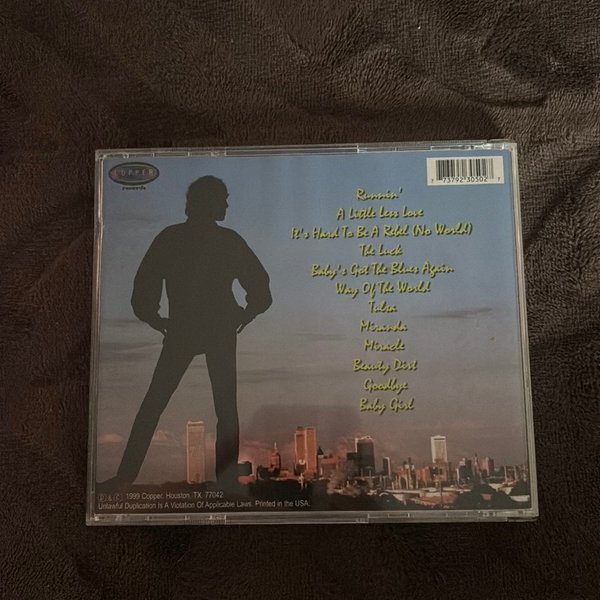 COPPER
records
7 73792 30502 7
Runnin'
A Little Less Love
It's Hard To Be A Rebel (No World)
The Luck
Baby's Got The Blues Again
Way Of The World
Tulsa
Miranda
Miracle
Beauty Dirt
Goodbye
Baby Girl
Ⓟ & © 1999 Copper, Houston, TX. 77042
Unlawful Duplication Is A Violation Of Applicable Laws. Printed in the USA.